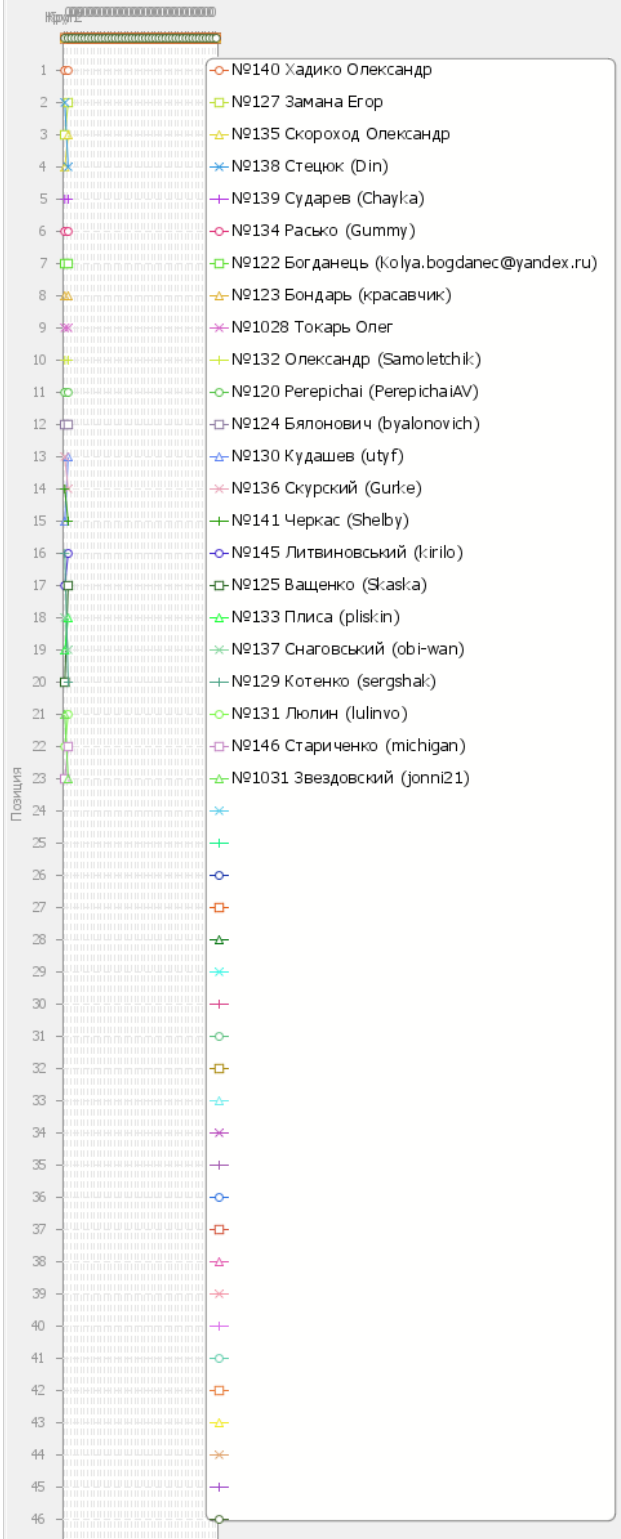 1 №140 Хадико Олександр
2 №127 Замана Егор
3 №135 Скороход Олександр
4 №138 Стецюк (Din)
5 №139 Сударев (Chayka)
6 №134 Расько (Gummy)
7 №122 Богданець (Kolya.bogdanec@yandex.ru)
8 №123 Бондарь (красавчик)
9 №1028 Токарь Олег
10 №132 Олександр (Samoletchik)
11 №120 Perepichai (PerepichaiAV)
12 №124 Бялонович (byalonovich)
13 №130 Кудашев (utyf)
14 №136 Скурский (Gurke)
15 №141 Черкас (Shelby)
16 №145 Литвиновський (kirilo)
17 №125 Ващенко (Skaska)
18 №133 Плиса (pliskin)
19 №137 Снаговський (obi-wan)
20 №129 Котенко (sergshak)
21 №131 Люлин (lulinvo)
22 №146 Стариченко (michigan)
23 №1031 Звездовский (jonni21)
Позиция
24
25
26
27
28
29
30
31
32
33
34
35
36
37
38
39
40
41
42
43
44
45
46